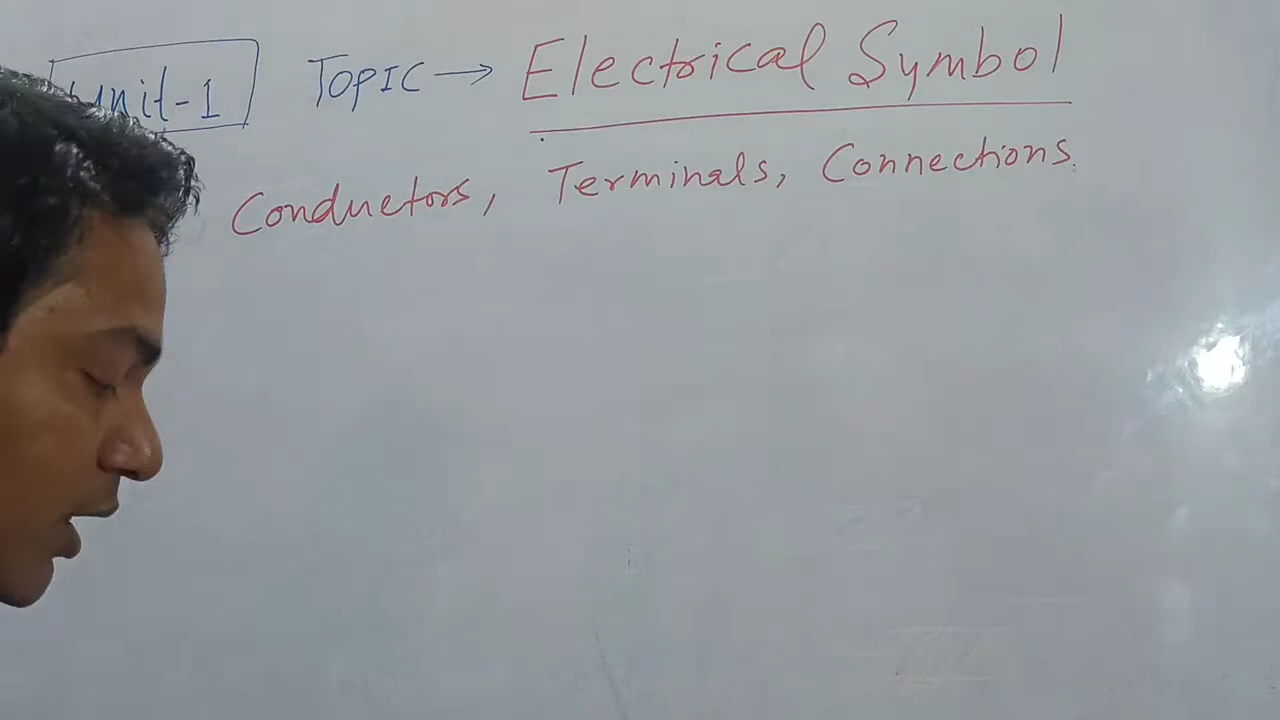 Unit-1 TOPIC → Electrical Symbol
Conductors, Terminals, Connections.